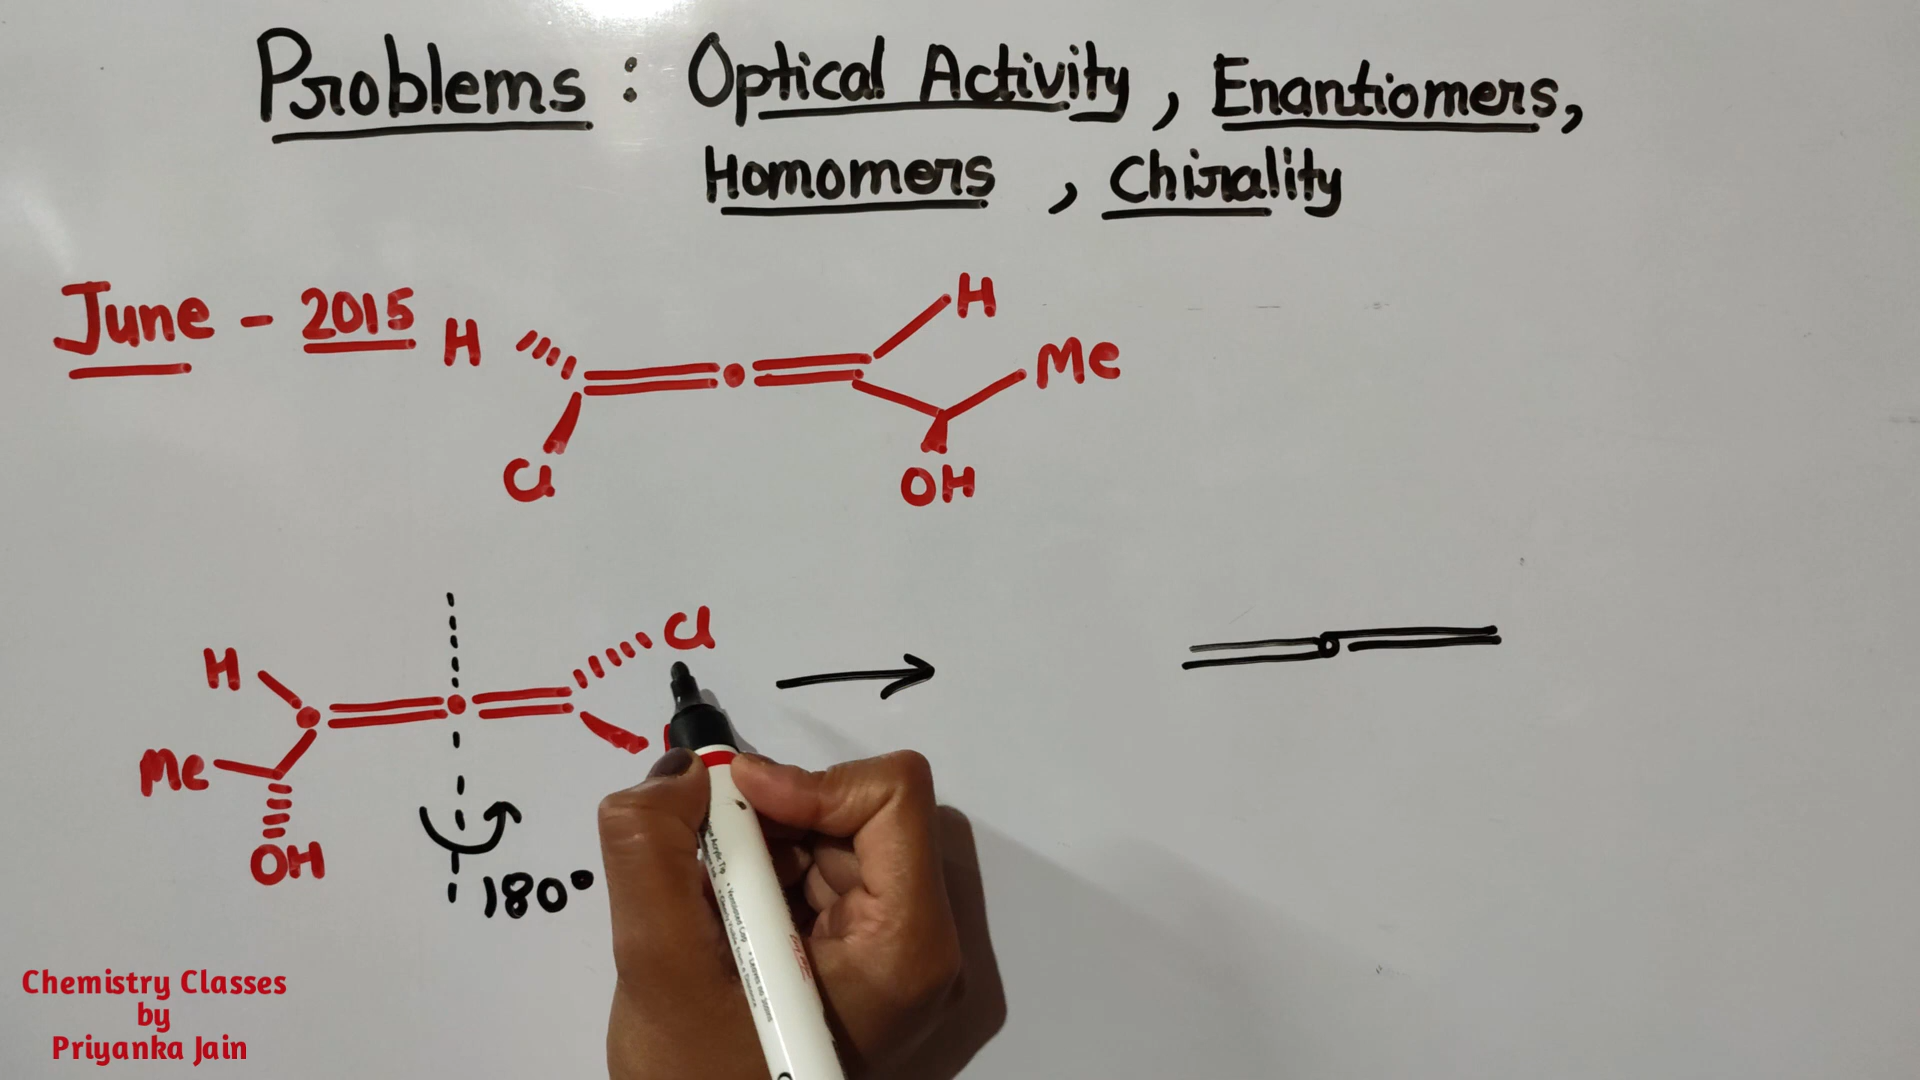 Problems : Optical Activity, Enantiomers,
Homomers, Chirality
June - 2015
H
H
Me
Cl
OH
Cl
H
Me
OH
180°
Chemistry Classes
by
Priyanka Jain